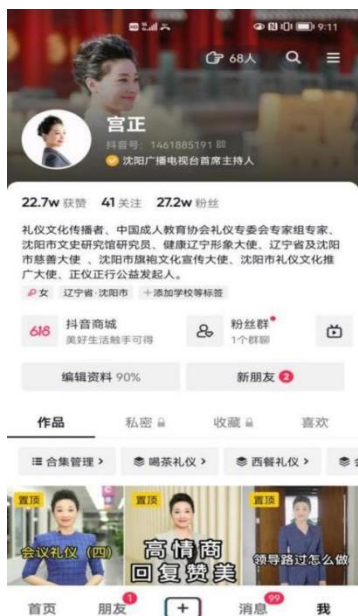 9:11
68人
宫正
抖音号: 1461885191
沈阳广播电视台首席主持人
22.7w 获赞 41 关注 27.2w 粉丝
礼仪文化传播者、中国成人教育协会礼仪专委会专家组专家、
沈阳市文史研究馆研究员、健康辽宁形象大使、辽宁省及沈阳
市慈善大使 、沈阳市旗袍文化宣传大使、沈阳市礼仪文化推
广大使、正仪正行公益发起人。
女 辽宁省·沈阳市 +添加学校等标签
618 抖音商城 粉丝群
美好生活触手可得 1个群聊
编辑资料 90% 新朋友 2
作品 私密 收藏 喜欢
合集管理 > 喝茶礼仪 > 西餐礼仪 >
置顶 置顶 置顶
会议礼仪（四） 高情商 领导路过怎么做
回复赞美
首页 朋友 1 + 消息 99 我